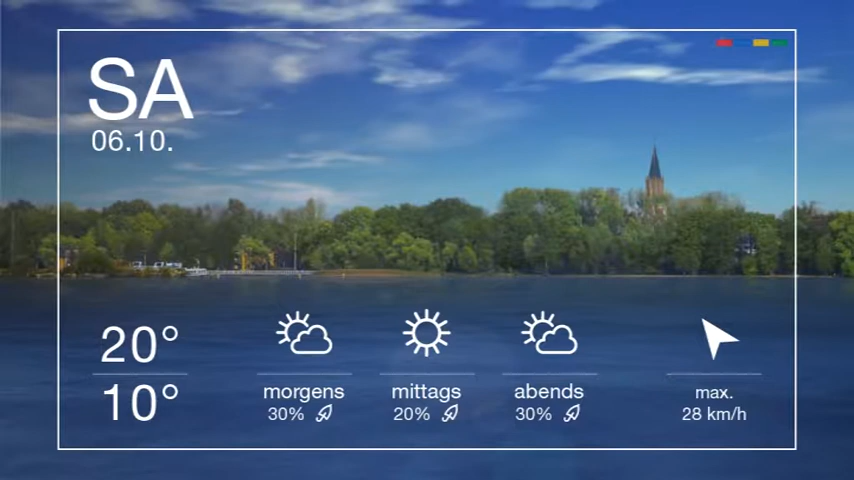 SA
06.10.
20°
10°
morgens
30%
mittags
20%
abends
30%
max.
28 km/h